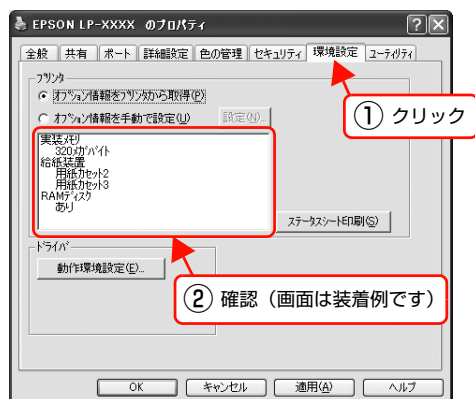 EPSON LP-XXXX のプロパティ
全般 共有 ポート 詳細設定 色の管理 セキュリティ 環境設定 ユーティリティ
プリンタ
オプション情報をプリンタから取得(P)
オプション情報を手動で設定(U) 設定(N)...
① クリック
実装メモリ
320メガバイト
給紙装置
用紙カセット2
用紙カセット3
RAMディスク
あり
ステータスシート印刷(S)
ドライバ
動作環境設定(E)...
② 確認（画面は装着例です）
OK キャンセル 適用(A) ヘルプ